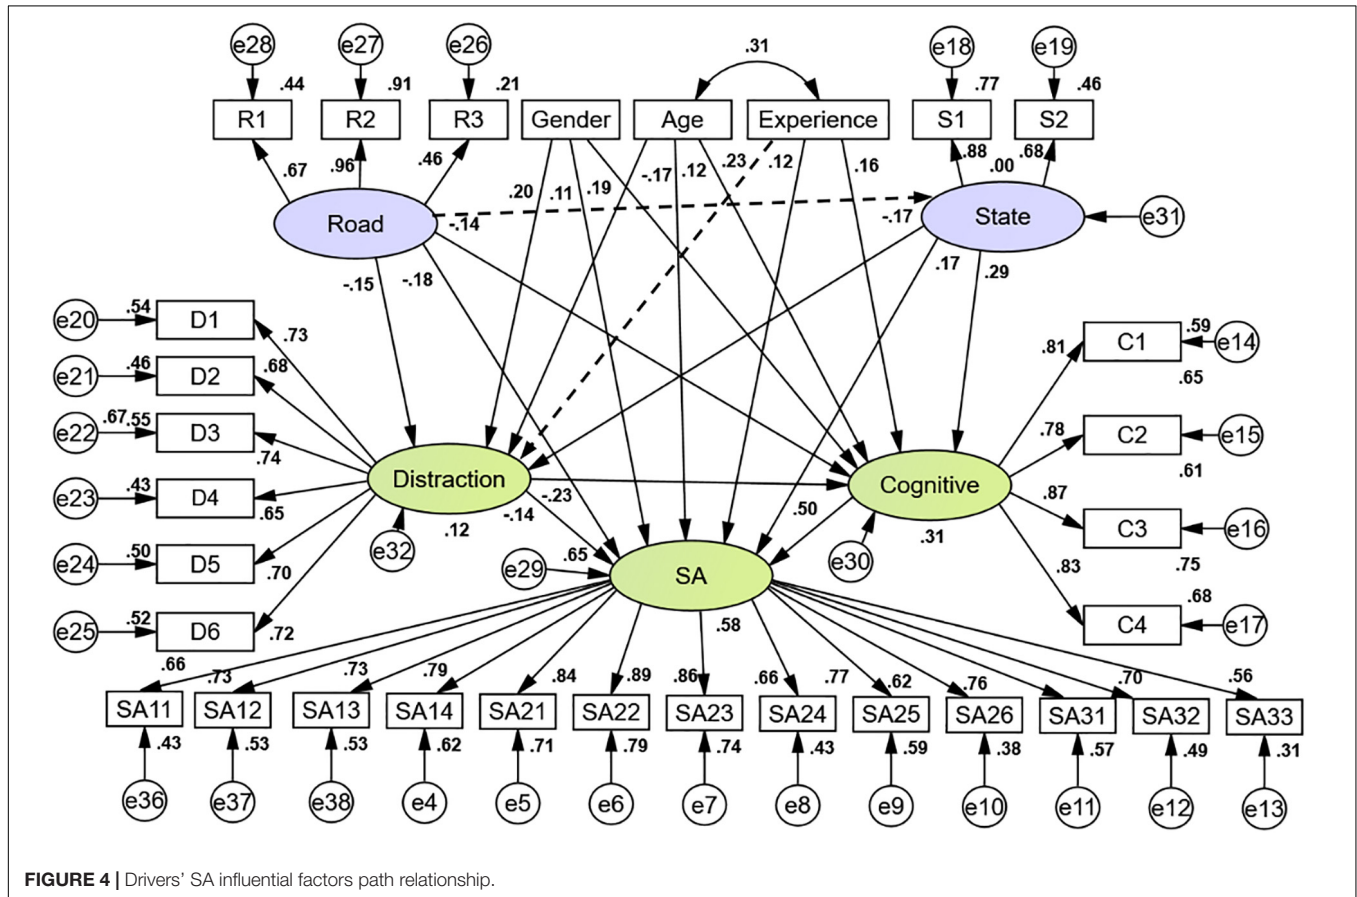 e28 e27 e26 .31 e18 e19
.44 .91 .21 .77 .46
R1 R2 R3 Gender Age Experience S1 S2
.67 .96 .46 -.17 .12 .23 .12 .16 .88 .00 .68
.20 .11 .19
Road -.14 -.17 State e31
-.15 -.18 .17 .29
e20 .54 D1 .73
e21 .46 D2 .68
e22 .67 .55 D3 .74
e23 .43 D4 .65
e24 .50 D5 .70
e25 .52 D6 .72
.81 C1 .59 e14
.65
.78 C2 e15
.61
.87 C3 e16
.75
.83 .68
C4 e17
Distraction -.23 Cognitive
-.14 .50
e32 .12 e30 .31
e29 .65 SA
.58
.66 .73 .73 .79 .84 .89 .86 .66 .77 .62 .76 .70 .56
SA11 SA12 SA13 SA14 SA21 SA22 SA23 SA24 SA25 SA26 SA31 SA32 SA33
.43 .53 .53 .62 .71 .79 .74 .43 .59 .38 .57 .49 .31
e36 e37 e38 e4 e5 e6 e7 e8 e9 e10 e11 e12 e13
FIGURE 4 | Drivers’ SA influential factors path relationship.